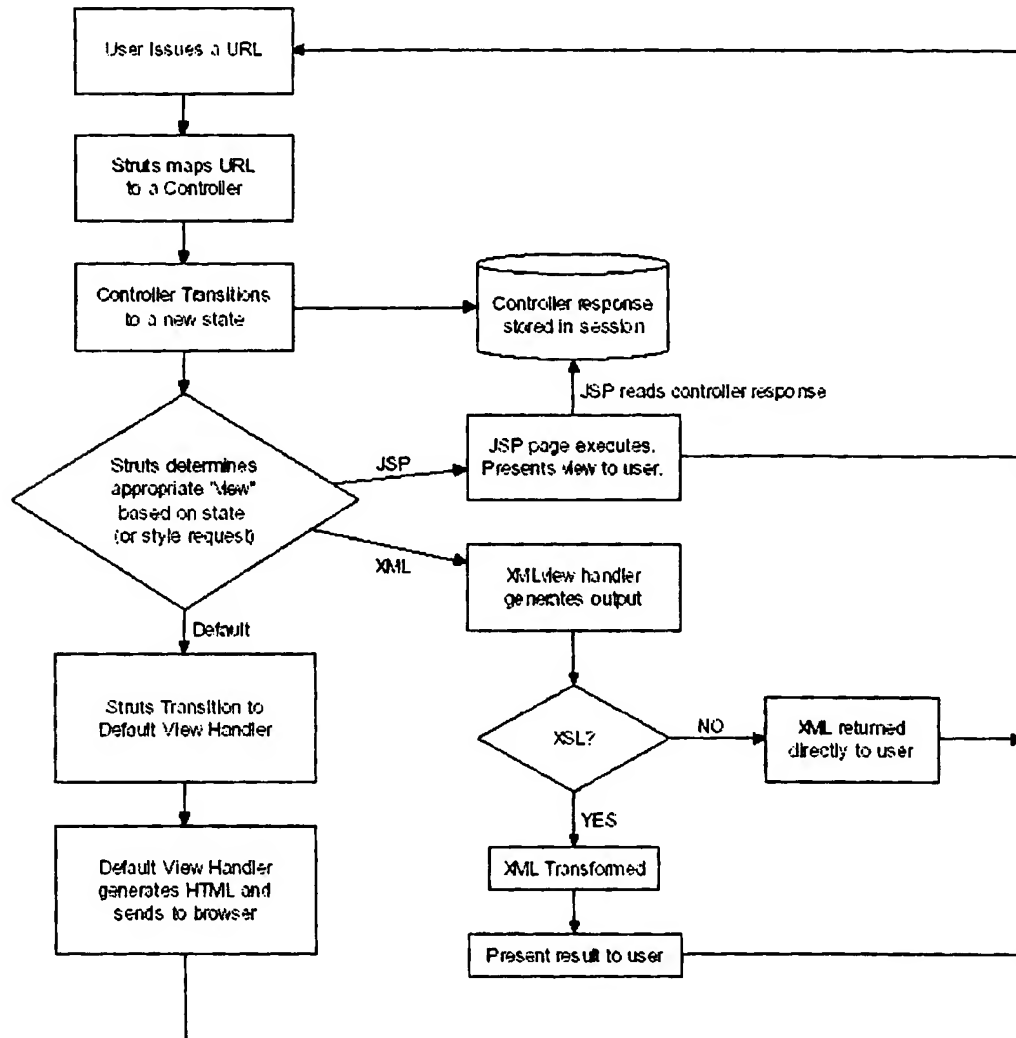 User Issues a URL
Struts maps URL
to a Controller
Controller Transitions
to a new state
Controller response
stored in session
JSP reads controller response
Struts determines
appropriate "view"
based on state
(or style request)
JSP
JSP page executes.
Presents view to user.
XML
XMLview handler
generates output
Default
Struts Transition to
Default View Handler
XSL?
NO
XML returned
directly to user
YES
Default View Handler
generates HTML and
sends to browser
XML Transformed
Present result to user